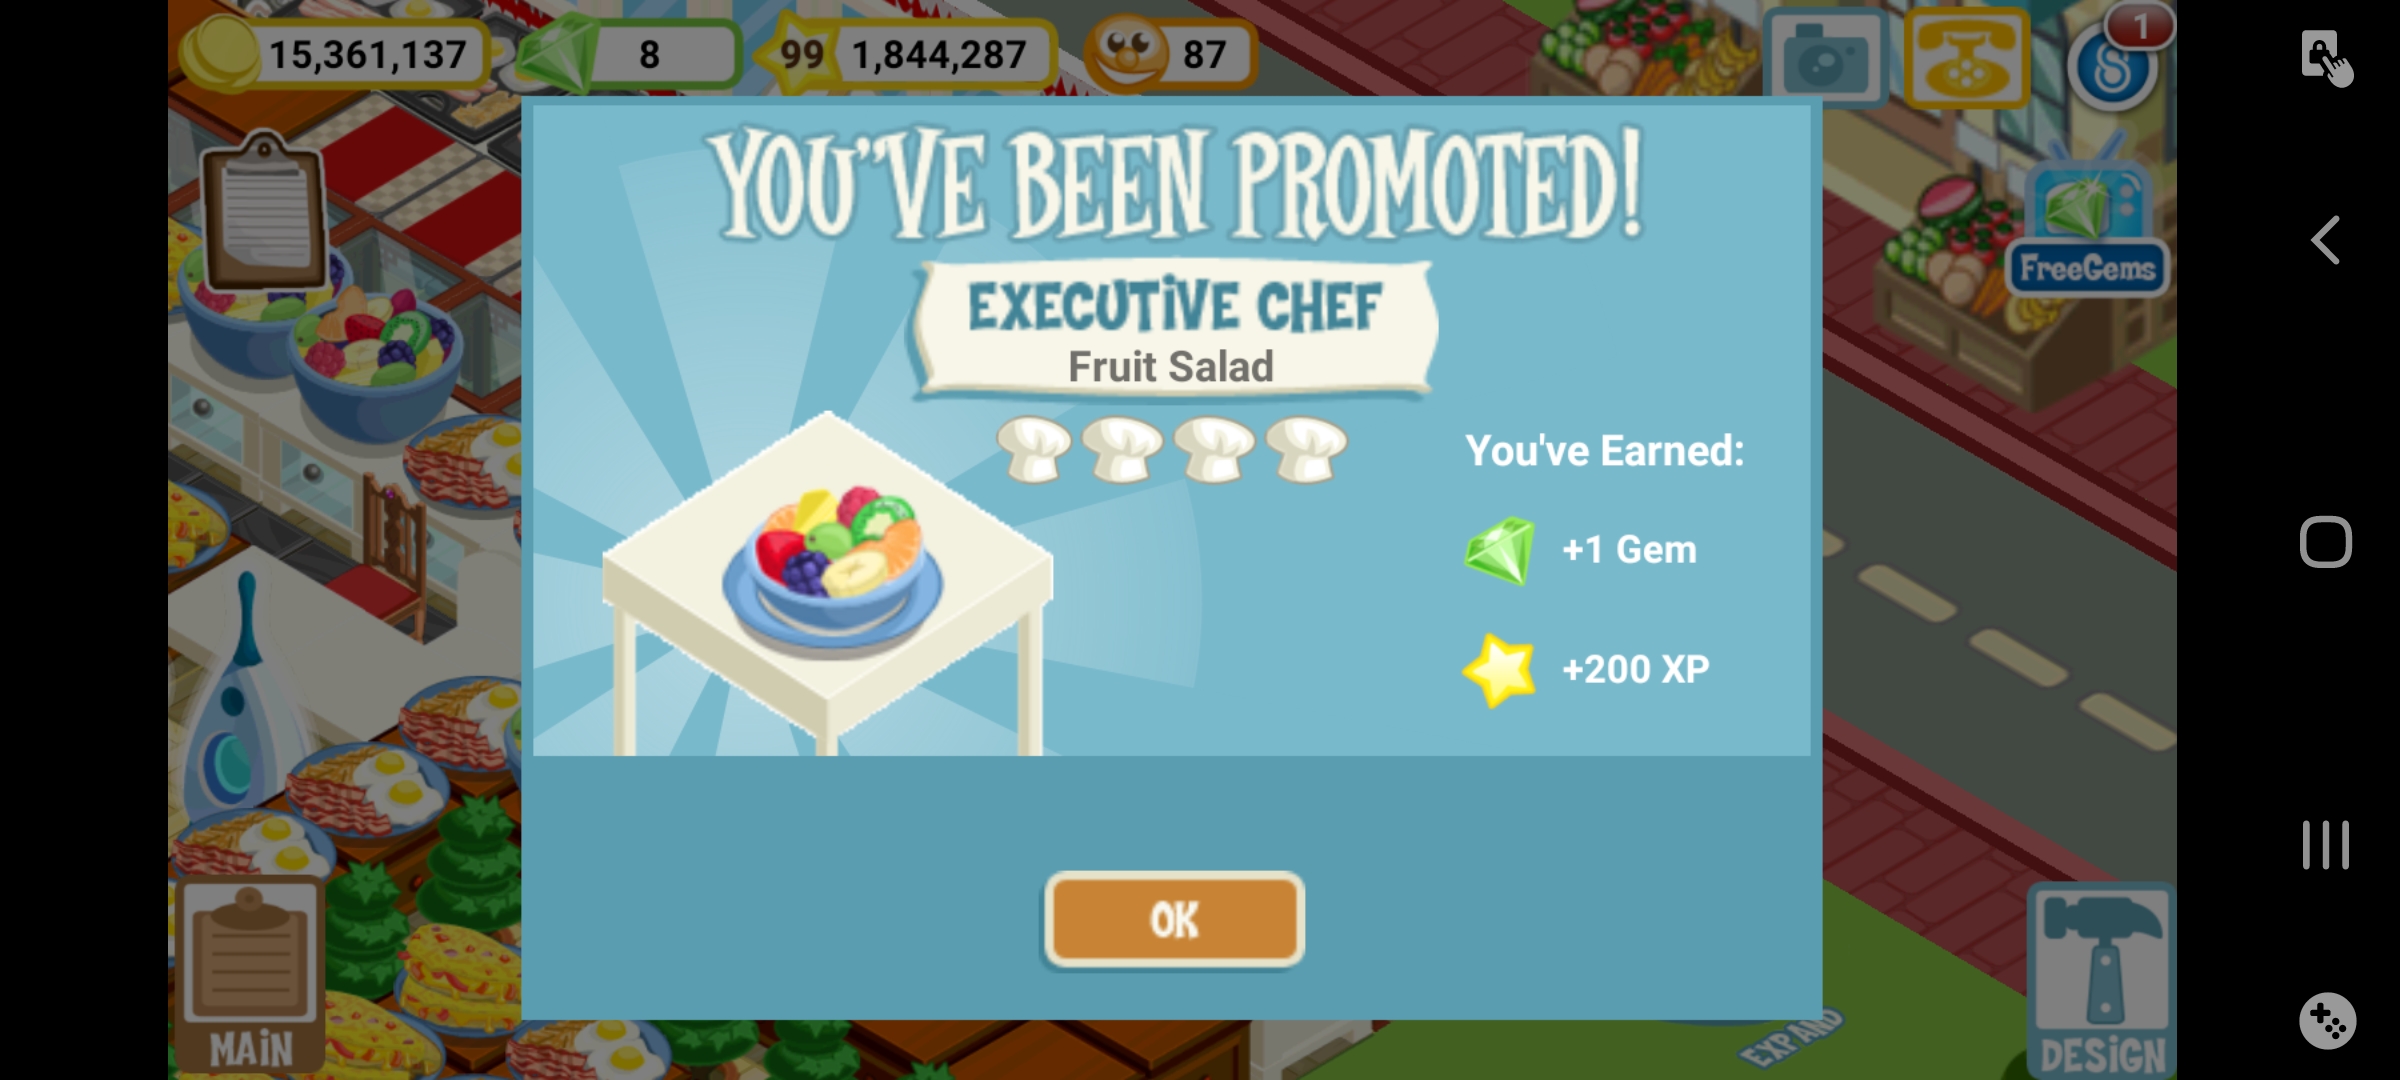 15,361,137
8
99
1,844,287
87
1
YOU"VE BEEN PROMOTED!
FreeGems
EXECUTIVE CHEF
Fruit Salad
You've Earned:
+1 Gem
+200 XP
OK
MAIN
EXPAND
DESIGN